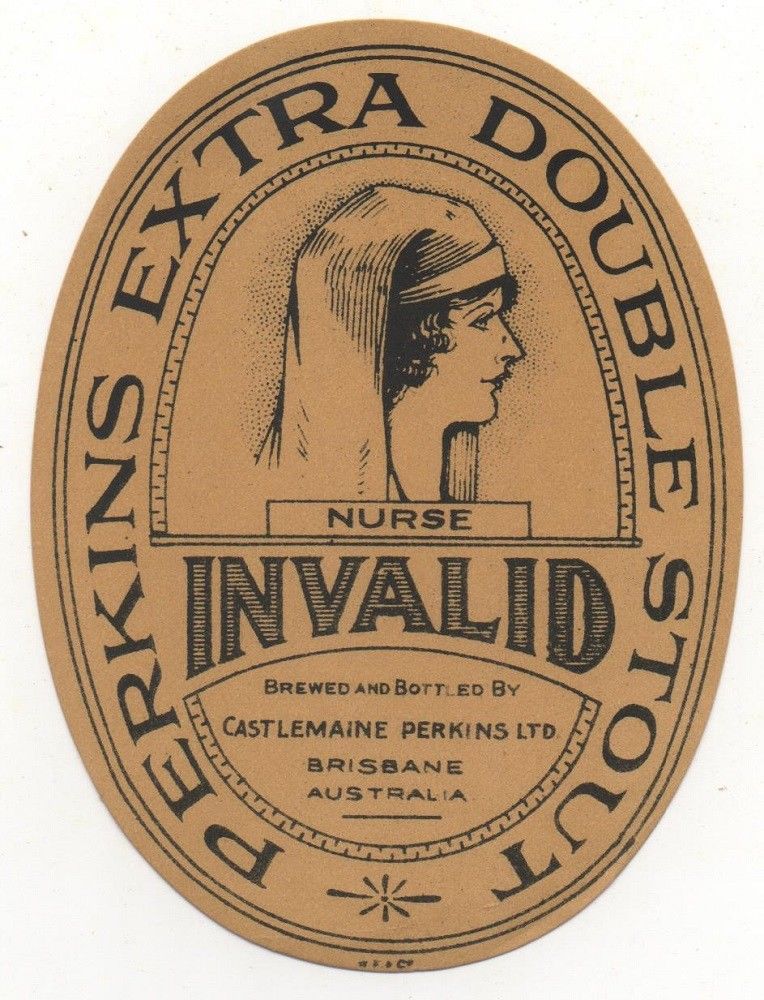 PERKINS EXTRA DOUBLE STOUT
NURSE
INVALID
BREWED AND BOTTLED BY
CASTLEMAINE PERKINS LTD
BRISBANE
AUSTRALIA